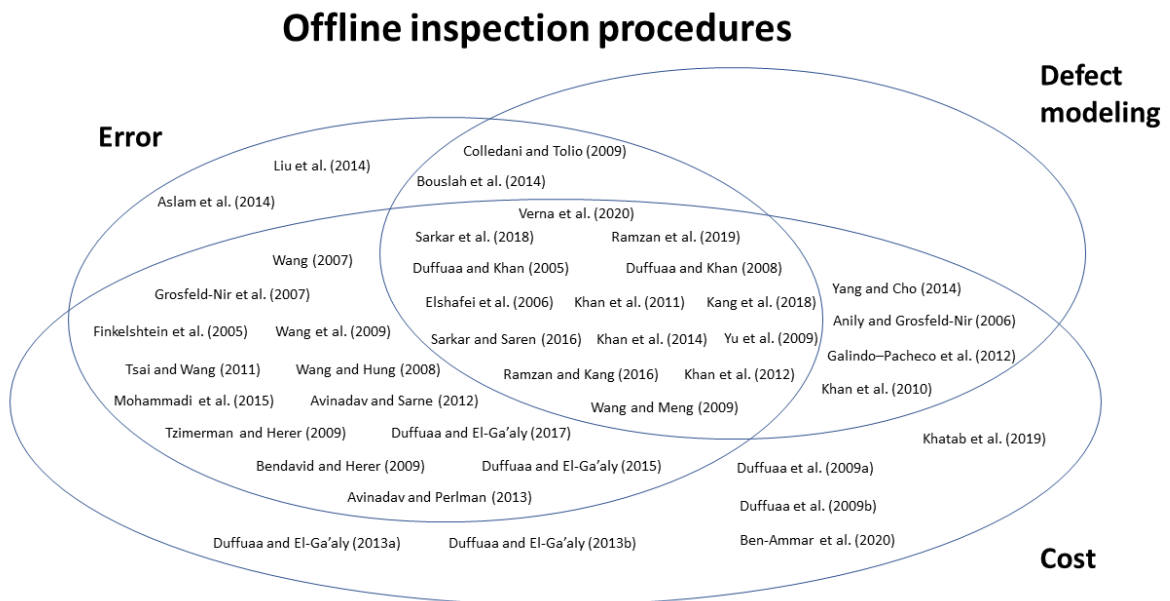 Offline inspection procedures
Defect
modeling
Error
Colledani and Tolio (2009)
Liu et al. (2014)
Bouslah et al. (2014)
Aslam et al. (2014)
Verna et al. (2020)
Sarkar et al. (2018)
Ramzan et al. (2019)
Wang (2007)
Duffuaa and Khan (2005)
Duffuaa and Khan (2008)
Yang and Cho (2014)
Grosfeld-Nir et al. (2007)
Elshafei et al. (2006)
Khan et al. (2011)
Kang et al. (2018)
Anily and Grosfeld-Nir (2006)
Finkelshtein et al. (2005)
Wang et al. (2009)
Sarkar and Saren (2016)
Khan et al. (2014)
Yu et al. (2009)
Galindo–Pacheco et al. (2012)
Tsai and Wang (2011)
Wang and Hung (2008)
Ramzan and Kang (2016)
Khan et al. (2012)
Khan et al. (2010)
Mohammadi et al. (2015)
Avinadav and Sarne (2012)
Wang and Meng (2009)
Tzimerman and Herer (2009)
Duffuaa and El-Ga’aly (2017)
Khatab et al. (2019)
Bendavid and Herer (2009)
Duffuaa and El-Ga’aly (2015)
Duffuaa et al. (2009a)
Avinadav and Perlman (2013)
Duffuaa et al. (2009b)
Duffuaa and El-Ga’aly (2013a)
Duffuaa and El-Ga’aly (2013b)
Ben-Ammar et al. (2020)
Cost